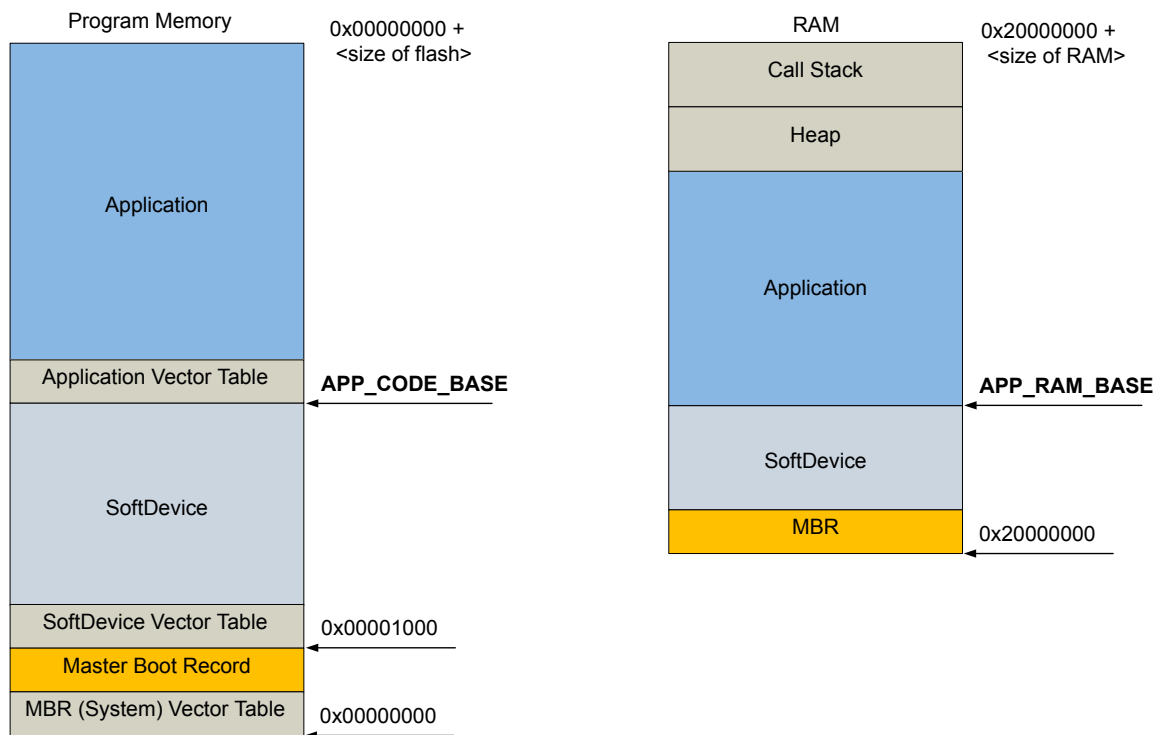 Program Memory
0x00000000 +
<size of flash>
Application
Application Vector Table
APP_CODE_BASE
SoftDevice
SoftDevice Vector Table
0x00001000
Master Boot Record
MBR (System) Vector Table
0x00000000
RAM
0x20000000 +
<size of RAM>
Call Stack
Heap
Application
APP_RAM_BASE
SoftDevice
MBR
0x20000000